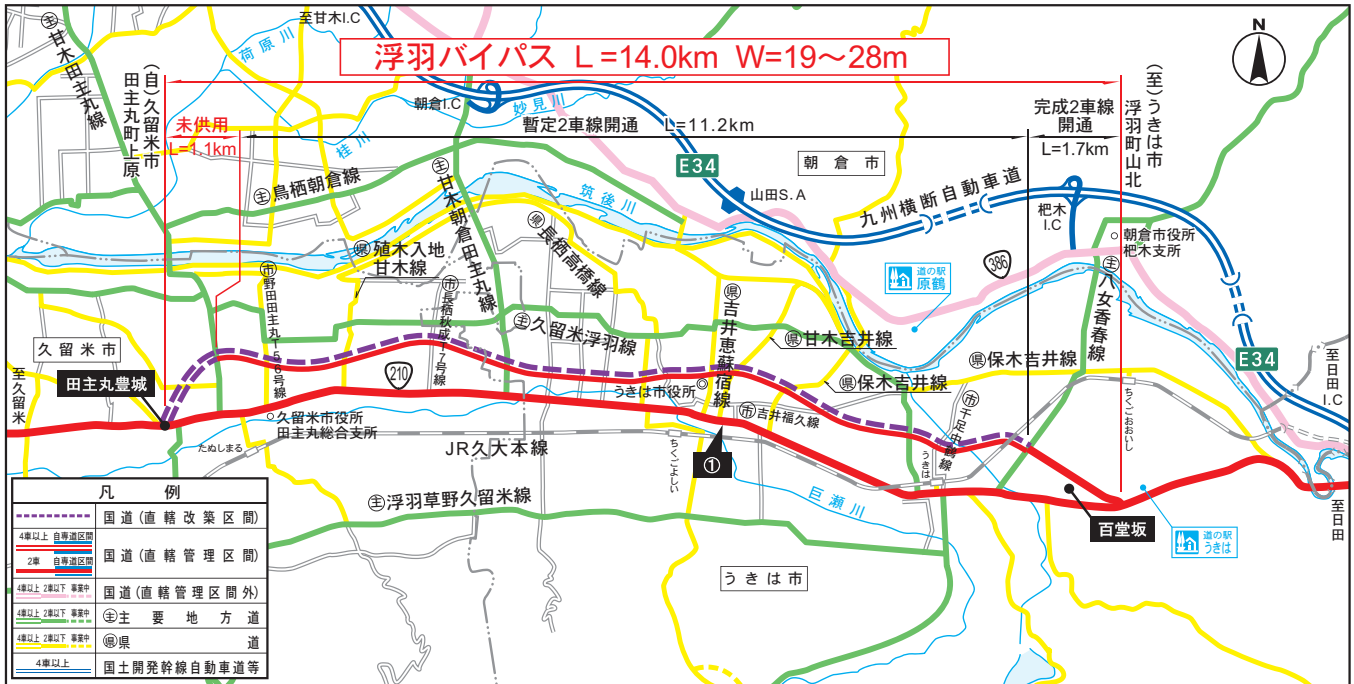 浮羽バイパス L=14.0km W=19～28m
至甘木I.C
㊤甘木田主丸線
荷原川
N
(自)久留米市
田主丸町上原
未供用
L=1.1km
朝倉I.C
妙見川
桂川
暫定2車線開通 L=11.2km
完成2車線
開通
L=1.7km
(至)うきは市
浮羽町山北
朝倉市
E34
山田S.A
九州横断自動車道
杷木
I.C
朝倉市役所
杷木支所
㊟鳥栖朝倉線
甘木朝倉田主丸線
筑後川
県 長栖高橋線
県 殖木入地
甘木線
386
道の駅
原鶴
主 八女香春線
市 野田田主丸T56号線
市 長栖秋成T7号線
主 久留米浮羽線
県 吉井恵蘇宿線
県 甘木吉井線
県 保木吉井線
県 保木吉井線
E34
至日田I.C
久留米市
至久留米
田主丸豊城
210
うきは市役所
久留米市役所
田主丸総合支所
市 吉井福久線
市 千足中鶴線
ちくごおおいし
たぬしまる
JR久大本線
ちくごよしい
うきは
①
主 浮羽草野久留米線
巨瀬川
百堂坂
道の駅
うきは
至日田
うきは市
凡例
国道(直轄改築区間)
4車以上 自専道区間
2車 自専道区間
国道(直轄管理区間)
4車以上 2車以下 事業中
国道(直轄管理区間外)
4車以上 2車以下 事業中
主 主要地方道
4車以上 2車以下 事業中
県 県道
4車以上
国土開発幹線自動車道等